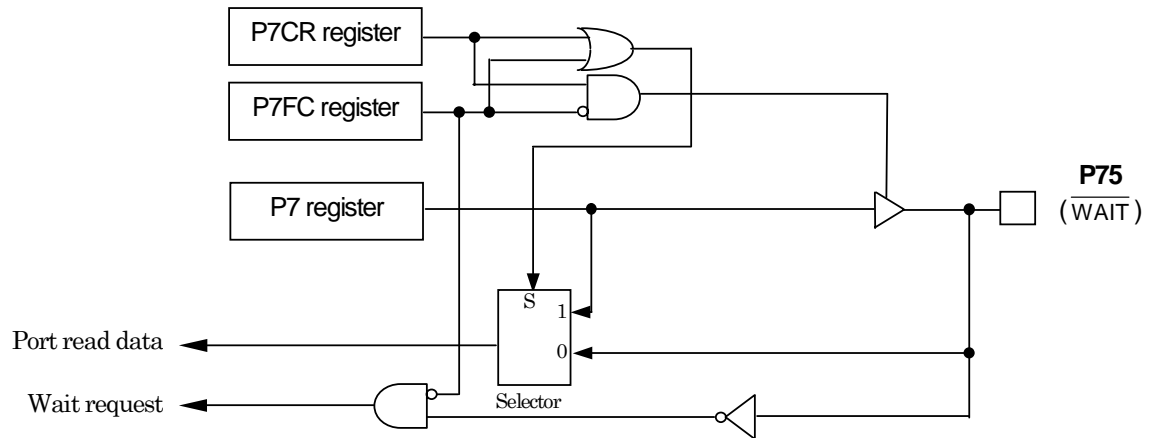 P7CR register
P7FC register
P7 register
P75
(WAIT)
S
1
Port read data
0
Selector
Wait request